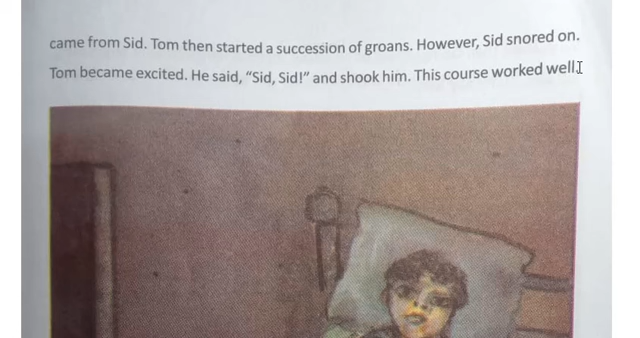 came from Sid. Tom then started a succession of groans. However, Sid snored on.
Tom became excited. He said, “Sid, Sid!” and shook him. This course worked well.